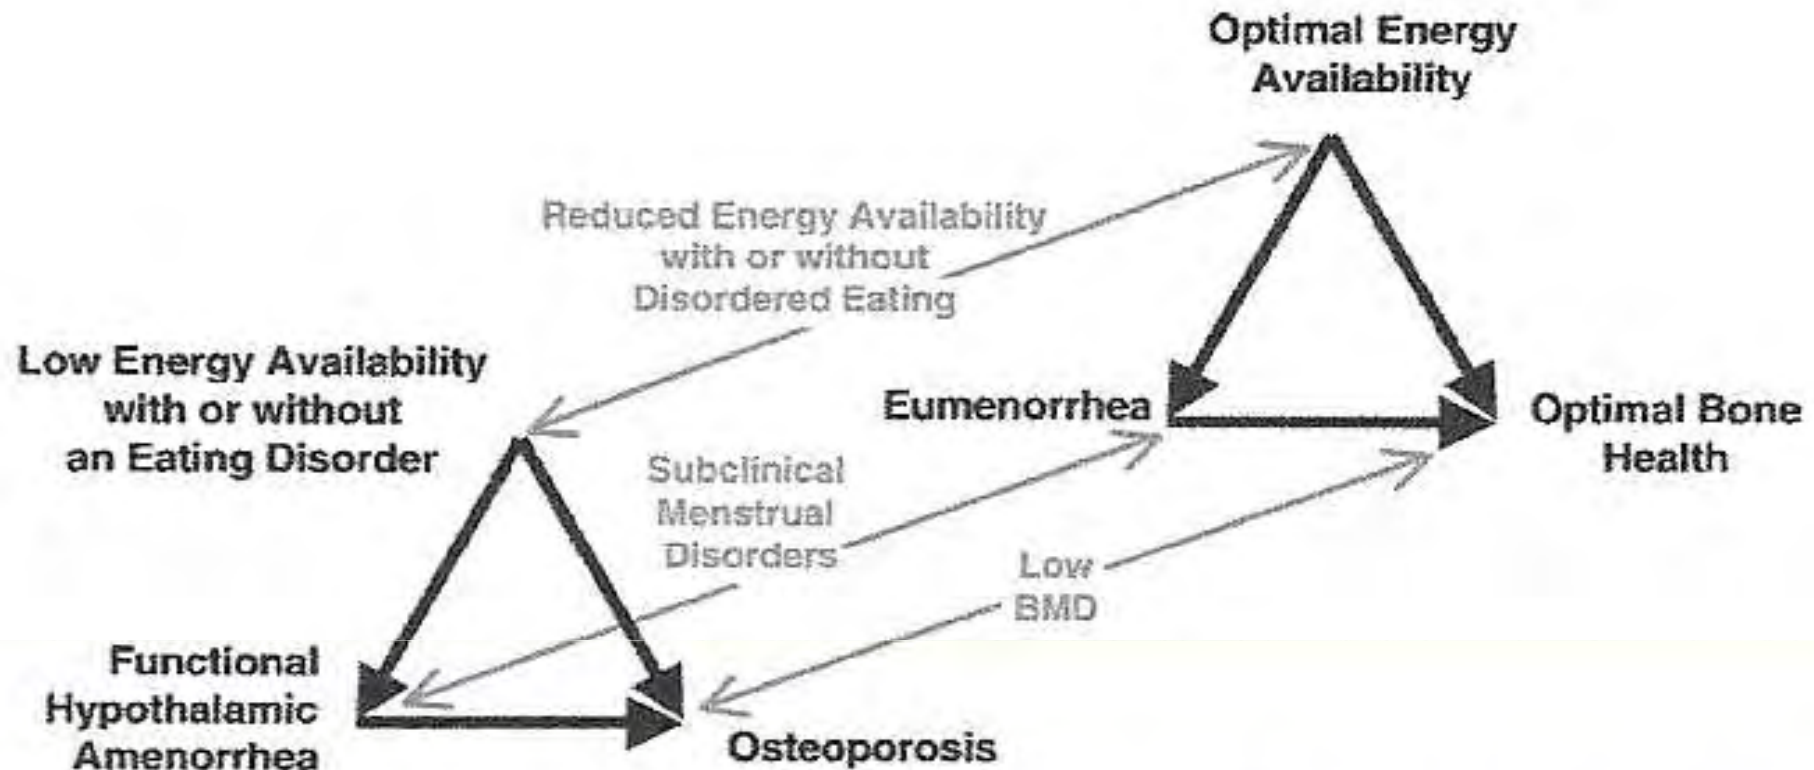 Optimal Energy
Availability
Reduced Energy Availability
with or without
Disordered Eating
Low Energy Availability
with or without
an Eating Disorder
Eumenorrhea
Optimal Bone
Health
Subclinical
Menstrual
Disorders
Low
BMD
Functional
Hypothalamic
Amenorrhea
Osteoporosis